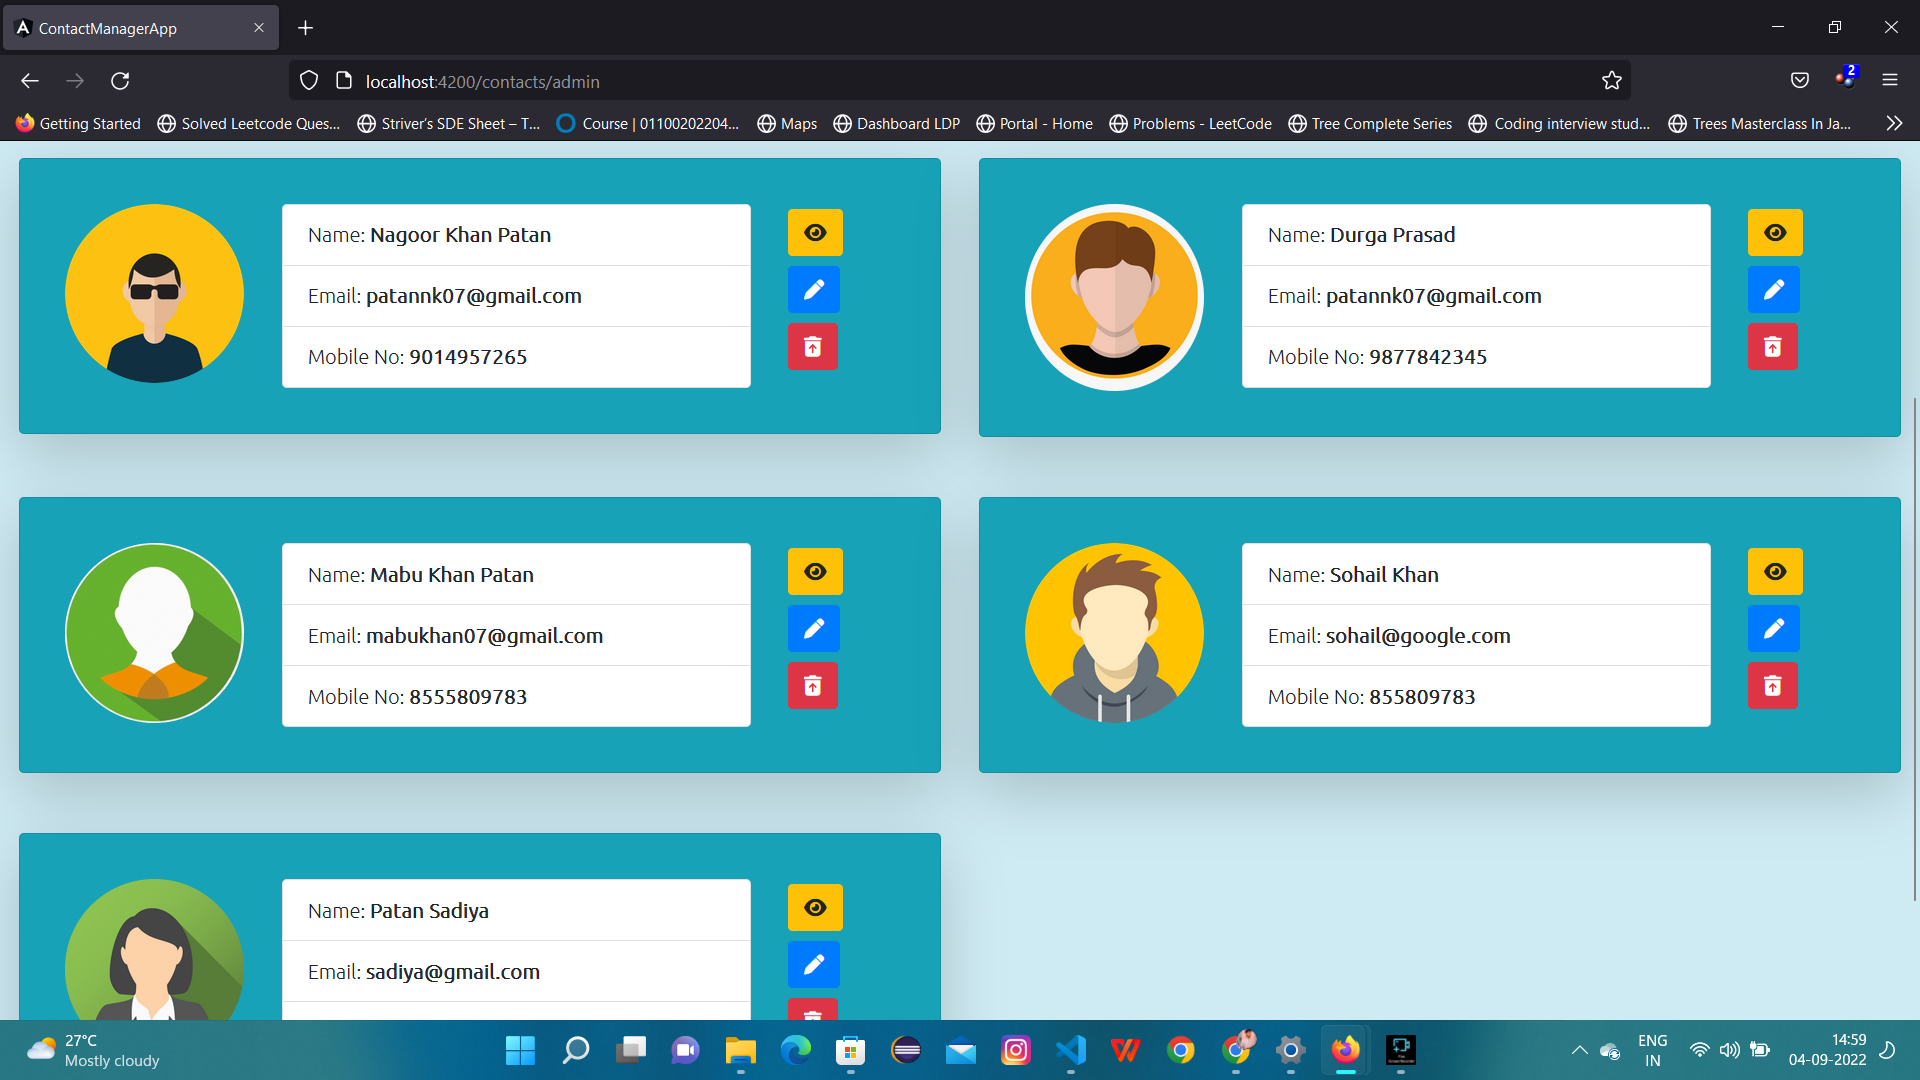 ContactManagerApp
localhost:4200/contacts/admin
2
Getting Started
Solved Leetcode Ques...
Striver's SDE Sheet – T...
Course | 01100202204...
Maps
Dashboard LDP
Portal - Home
Problems - LeetCode
Tree Complete Series
Coding interview stud...
Trees Masterclass In Ja...
Name: Nagoor Khan Patan
Email: patannk07@gmail.com
Mobile No: 9014957265
Name: Durga Prasad
Email: patannk07@gmail.com
Mobile No: 9877842345
Name: Mabu Khan Patan
Email: mabukhan07@gmail.com
Mobile No: 8555809783
Name: Sohail Khan
Email: sohail@google.com
Mobile No: 855809783
Name: Patan Sadiya
Email: sadiya@gmail.com
27°C
Mostly cloudy
ENG
IN
14:59
04-09-2022